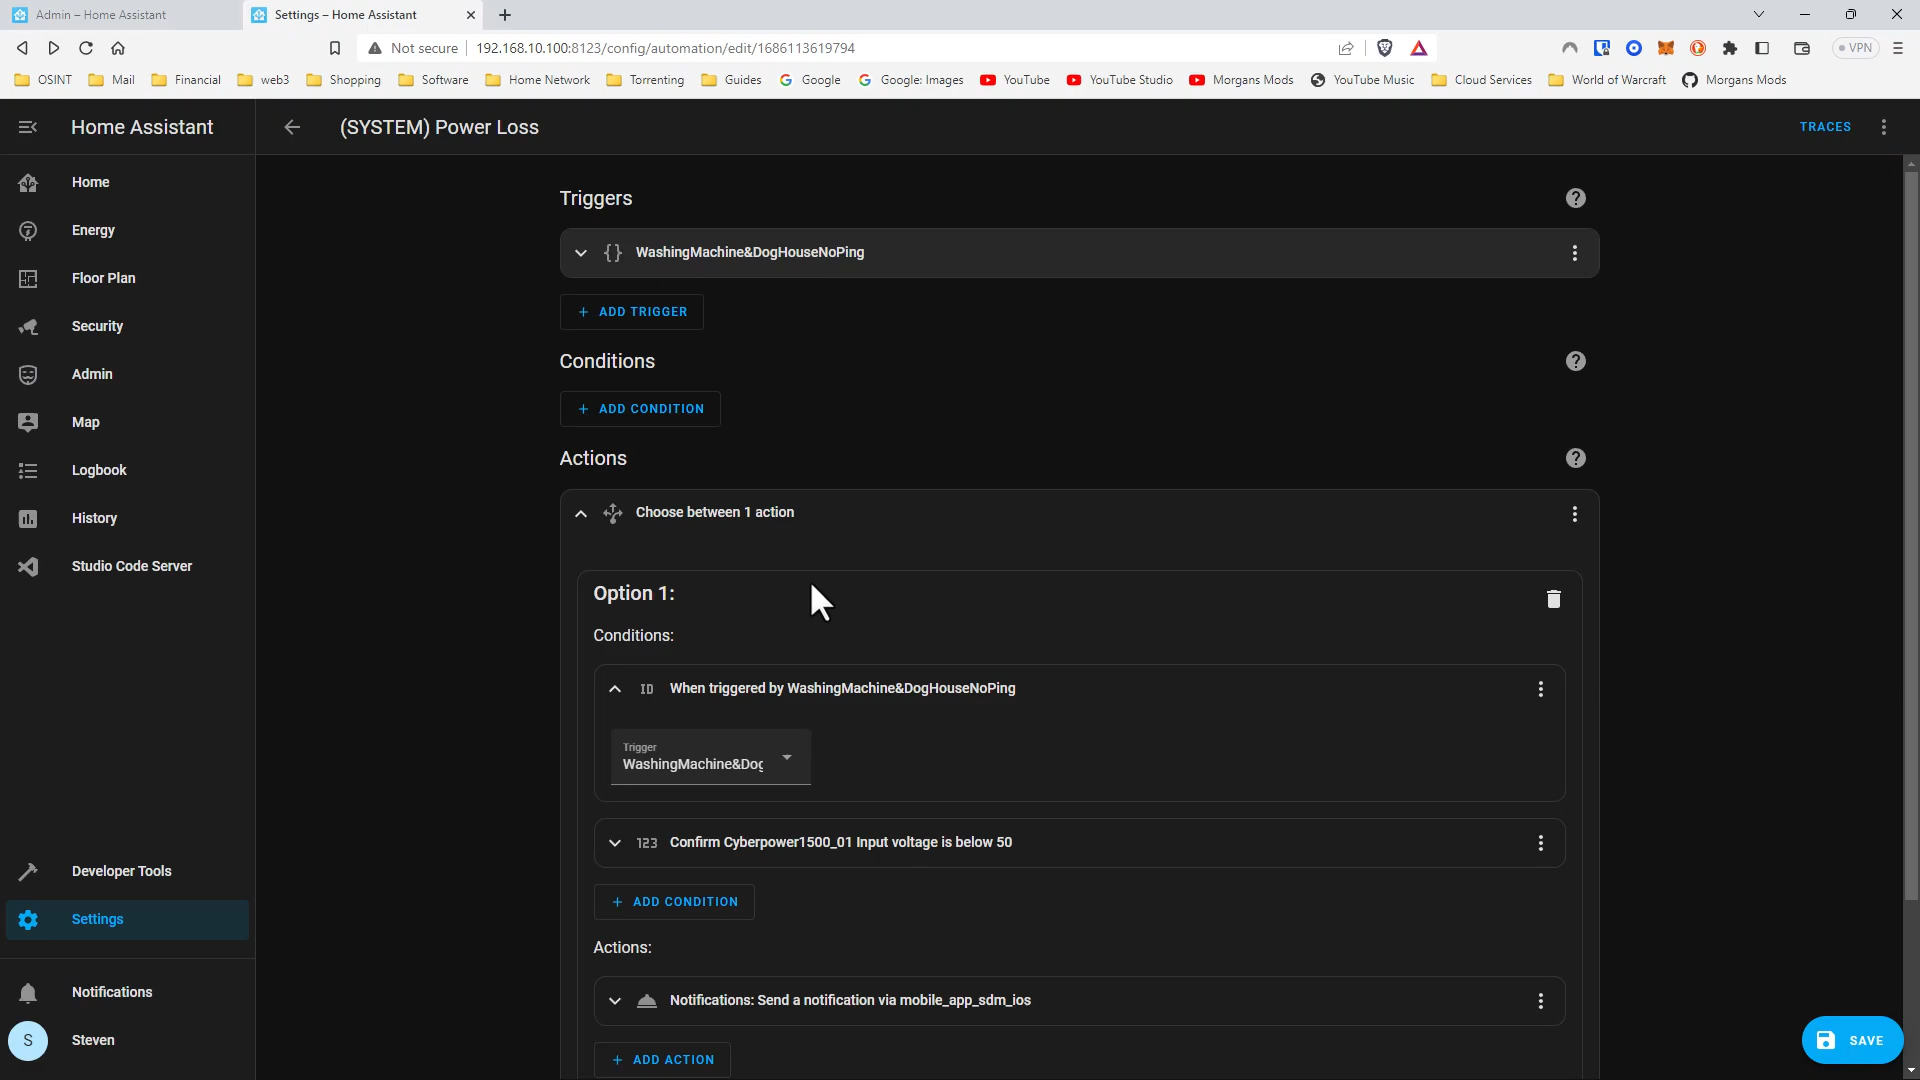 Admin – Home Assistant
Settings – Home Assistant
Not secure
192.168.10.100:8123/config/automation/edit/1686113619794
VPN
OSINT
Mail
Financial
web3
Shopping
Software
Home Network
Torrenting
Guides
Google
Google: Images
YouTube
YouTube Studio
Morgans Mods
YouTube Music
Cloud Services
World of Warcraft
Morgans Mods
Home Assistant
(SYSTEM) Power Loss
TRACES
Home
Energy
Floor Plan
Security
Admin
Map
Logbook
History
Studio Code Server
Developer Tools
Settings
Notifications
S
Steven
Triggers
WashingMachine&DogHouseNoPing
+ ADD TRIGGER
Conditions
+ ADD CONDITION
Actions
Choose between 1 action
Option 1:
Conditions:
ID
When triggered by WashingMachine&DogHouseNoPing
Trigger
WashingMachine&Dog
123
Confirm Cyberpower1500_01 Input voltage is below 50
+ ADD CONDITION
Actions:
Notifications: Send a notification via mobile_app_sdm_ios
+ ADD ACTION
SAVE